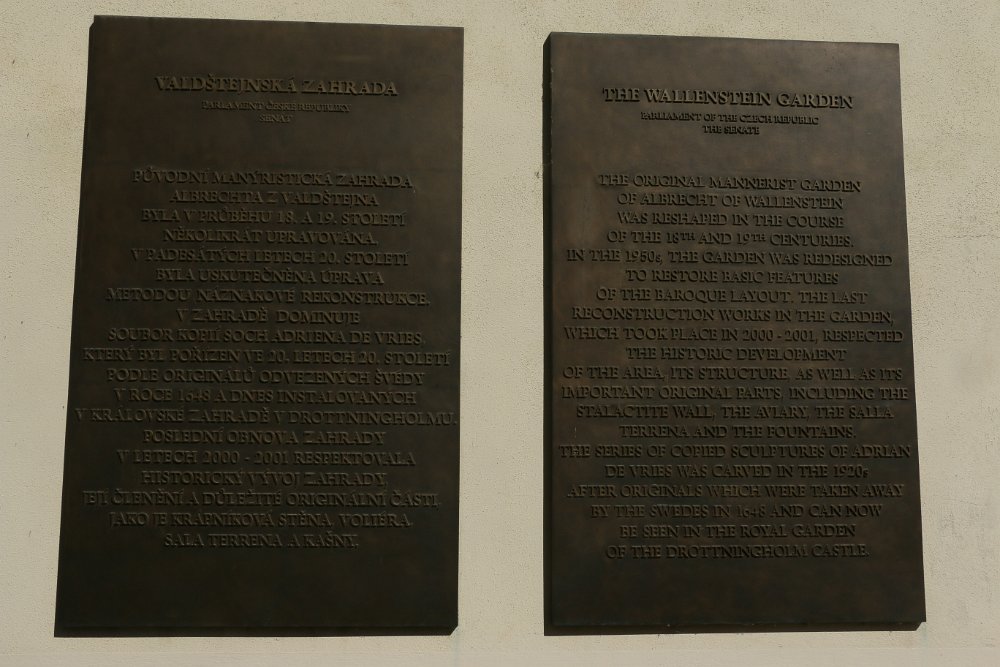 VALDŠTEJNSKÁ ZAHRADA
PARLAMENT ČESKÉ REPUBLIKY
SENÁT
PŮVODNÍ MANÝRISTICKÁ ZAHRADA,
ALBRECHTA Z VALDŠTEJNA
BYLA V PRŮBĚHU 18. A 19. STOLETÍ
NĚKOLIKRÁT UPRAVOVÁNA.
V PADESÁTÝCH LETECH 20. STOLETÍ
BYLA USKUTEČNĚNA ÚPRAVA
METODOU NÁZNAKOVÉ REKONSTRUKCE.
V ZAHRADĚ DOMINUJE
SOUBOR KOPIÍ SOCH ADRIENA DE VRIES,
KTERÝ BYL POŘÍZEN VE 20. LETECH 20. STOLETÍ
PODLE ORIGINÁLŮ ODVEZENÝCH ŠVÉDY
V ROCE 1648 A DNES INSTALOVANÝCH
V KRÁLOVSKÉ ZAHRADĚ V DROTTNINGHOLMU.
POSLEDNÍ OBNOVA ZAHRADY
V LETECH 2000 - 2001 RESPEKTOVALA
HISTORICKÝ VÝVOJ ZAHRADY,
JEJÍ ČLENĚNÍ A DŮLEŽITÉ ORIGINÁLNÍ ČÁSTI,
JAKO JE KRÁPNÍKOVÁ STĚNA, VOLIÉRA,
SALA TERRENA A KAŠNY.
THE WALLENSTEIN GARDEN
PARLIAMENT OF THE CZECH REPUBLIC
THE SENATE
THE ORIGINAL MANNERIST GARDEN
OF ALBRECHT OF WALLENSTEIN
WAS RESHAPED IN THE COURSE
OF THE 18TH AND 19TH CENTURIES.
IN THE 1950s, THE GARDEN WAS REDESIGNED
TO RESTORE BASIC FEATURES
OF THE BAROQUE LAYOUT. THE LAST
RECONSTRUCTION WORKS IN THE GARDEN,
WHICH TOOK PLACE IN 2000 - 2001, RESPECTED
THE HISTORIC DEVELOPMENT
OF THE AREA, ITS STRUCTURE, AS WELL AS ITS
IMPORTANT ORIGINAL PARTS, INCLUDING THE
STALACTITE WALL, THE AVIARY, THE SALLA
TERRENA AND THE FOUNTAINS.
THE SERIES OF COPIED SCULPTURES OF ADRIAN
DE VRIES WAS CARVED IN THE 1920s
AFTER ORIGINALS WHICH WERE TAKEN AWAY
BY THE SWEDES IN 1648 AND CAN NOW
BE SEEN IN THE ROYAL GARDEN
OF THE DROTTNINGHOLM CASTLE.